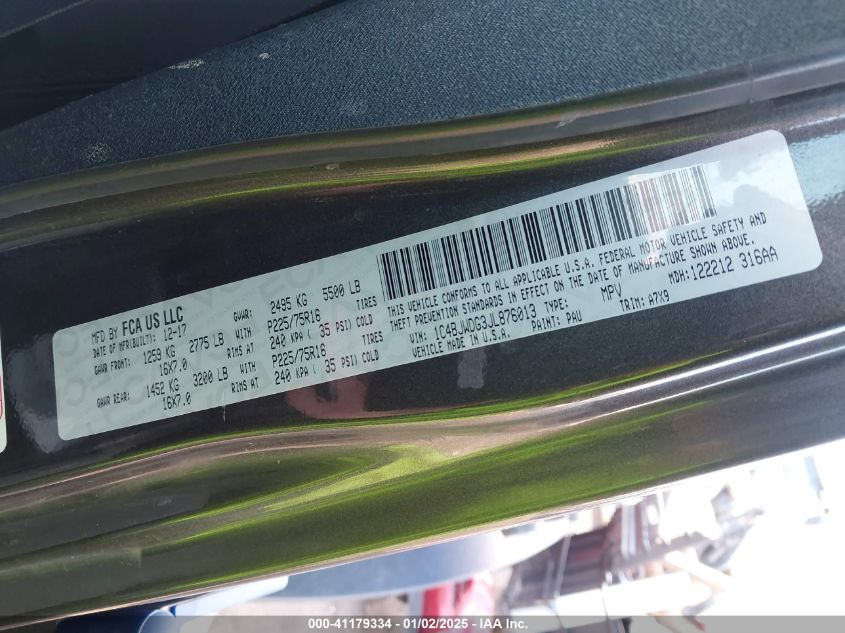 MFD BY FCA US LLC
DATE OF MFR(BUILT): 12-17 GVWR: 2495 KG 5500 LB
GAWR FRONT: 1259 KG 2775 LB WITH P225/75R16 TIRES
16X7.0 RIMS AT 240 KPA ( 35 PSI) COLD
GAWR REAR: 1452 KG 3200 LB WITH P225/75R16 TIRES
16X7.0 RIMS AT 240 KPA ( 35 PSI) COLD
THIS VEHICLE CONFORMS TO ALL APPLICABLE U.S.A. FEDERAL MOTOR VEHICLE SAFETY AND
THEFT PREVENTION STANDARDS IN EFFECT ON THE DATE OF MANUFACTURE SHOWN ABOVE.
VIN: 1C4BJWDG3JL876013 TYPE: MPV MDH: 122212 316AA
VEHICLE MADE IN U.S.A. PAINT: PAU TRIM: A7X9
000-41179334 - 01/02/2025 - IAA